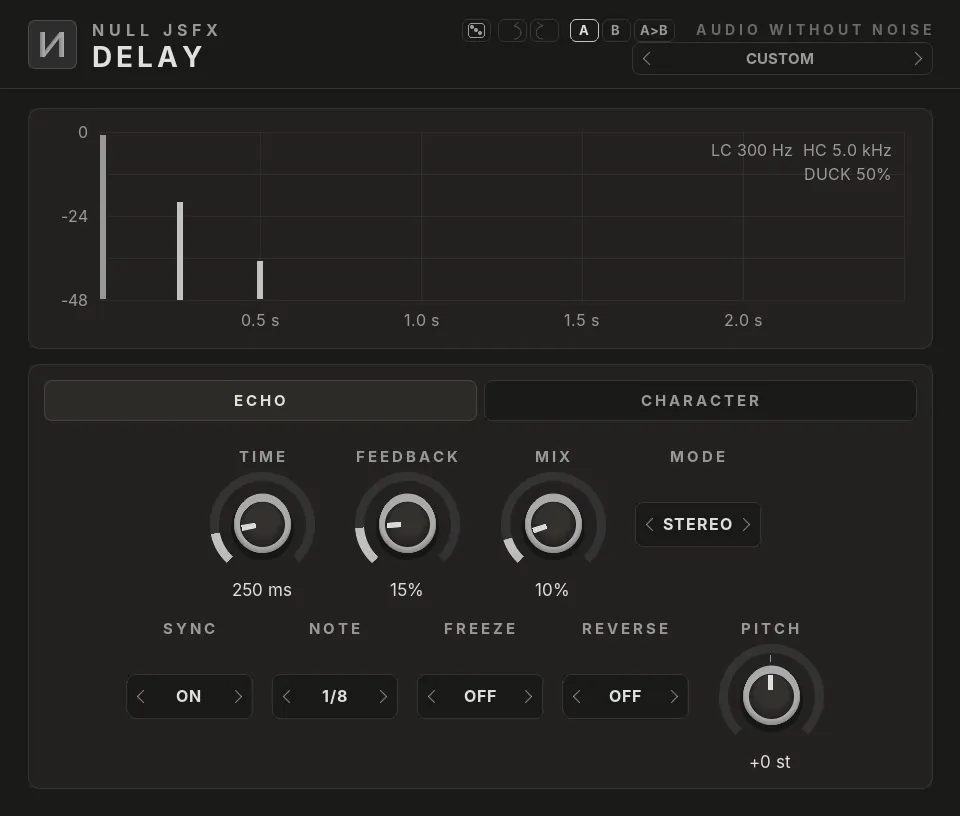 NULL JSFX
DELAY
A B A>B AUDIO WITHOUT NOISE
CUSTOM
0
-24
-48
LC 300 Hz HC 5.0 kHz
DUCK 50%
0.5 s 1.0 s 1.5 s 2.0 s
ECHO CHARACTER
TIME FEEDBACK MIX MODE
STEREO
250 ms 15% 10%
SYNC NOTE FREEZE REVERSE PITCH
ON 1/8 OFF OFF
+0 st